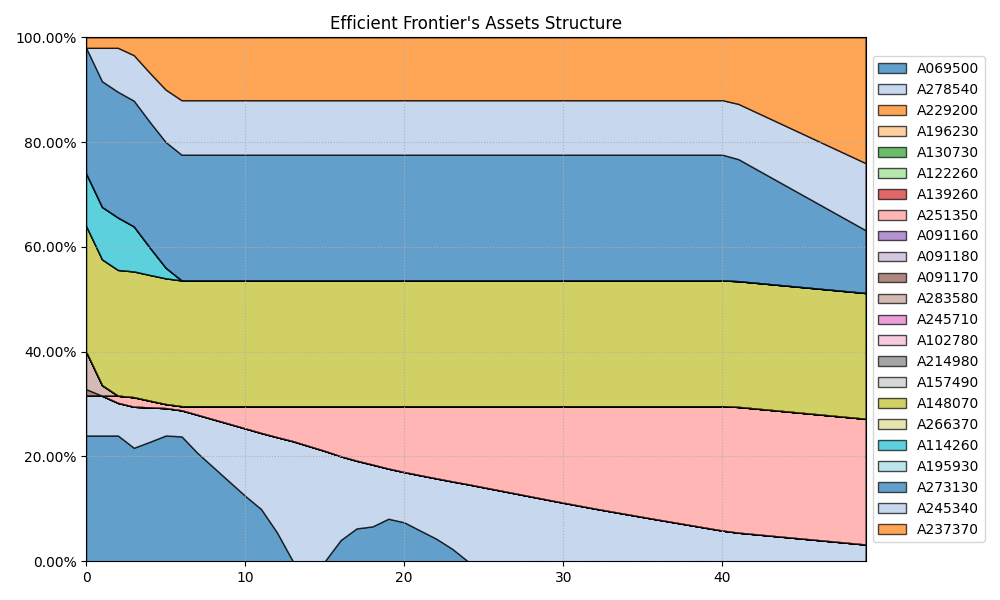 Efficient Frontier's Assets Structure
100.00%
80.00%
60.00%
40.00%
20.00%
0.00%
0
10
20
30
40
A069500
A278540
A229200
A196230
A130730
A122260
A139260
A251350
A091160
A091180
A091170
A283580
A245710
A102780
A214980
A157490
A148070
A266370
A114260
A195930
A273130
A245340
A237370